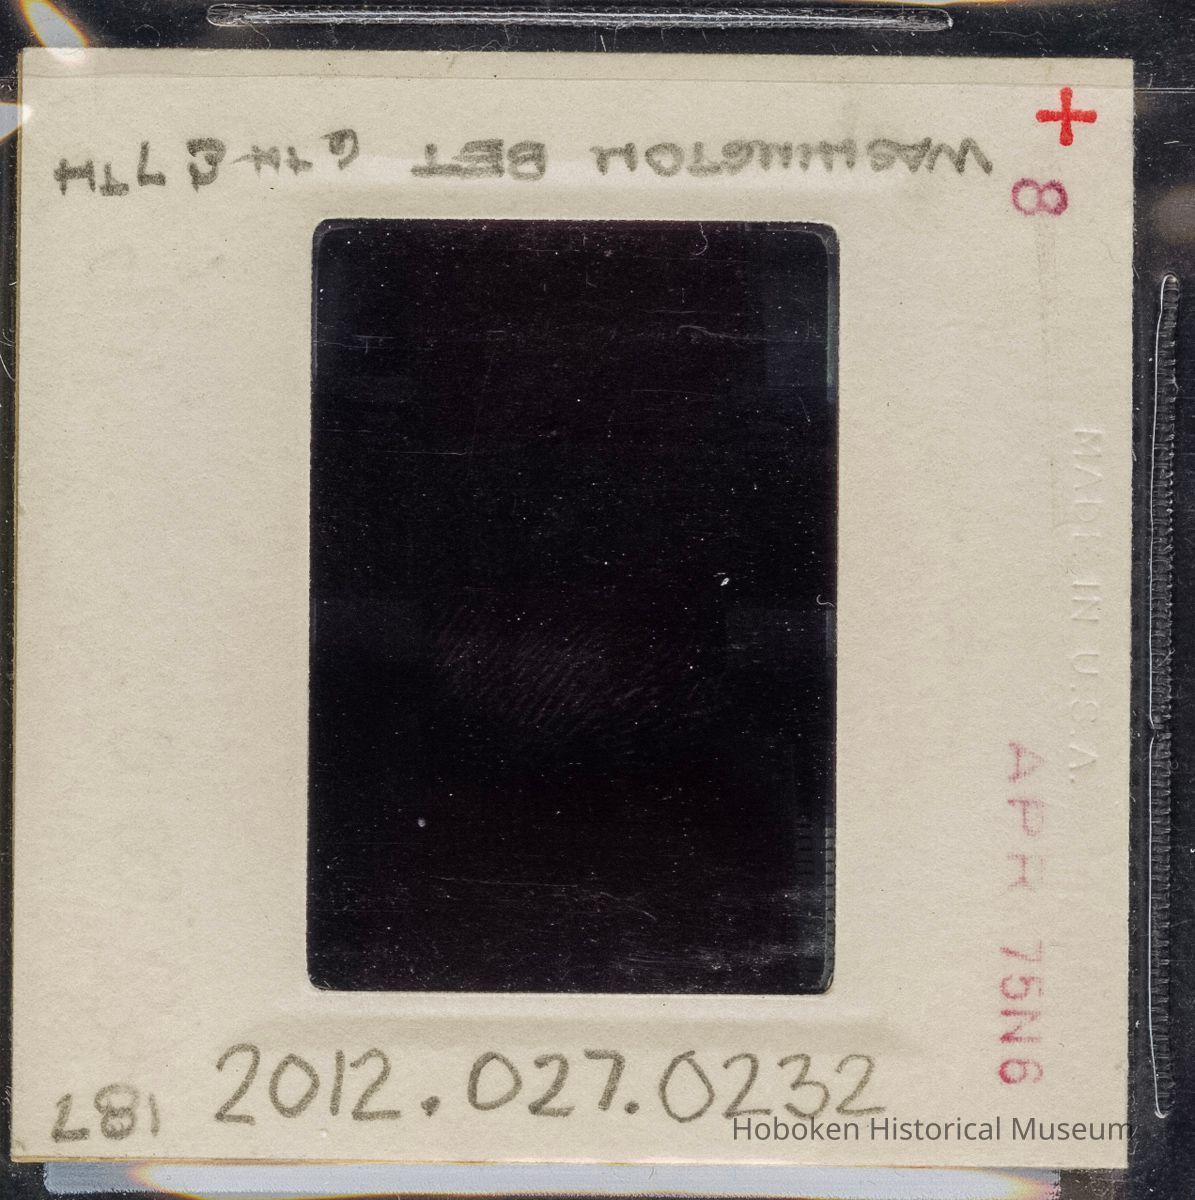 WASHINGTON BET 6TH & 7TH
+
8
MADE IN U.S.A.
APR 75N6
2012.027.0232
187
Hoboken Historical Museum